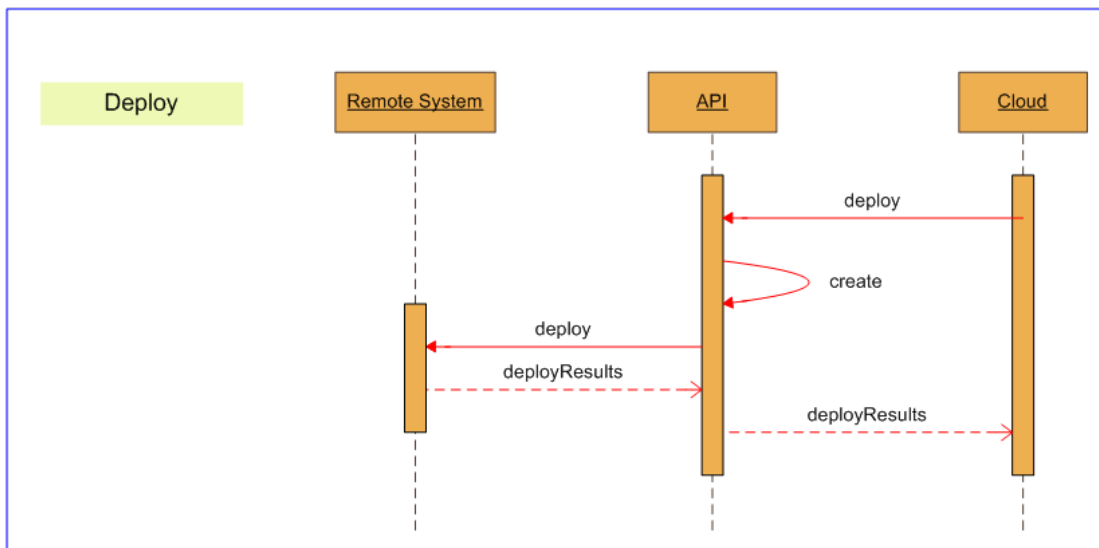 Deploy
Remote System
API
Cloud
deploy
create
deploy
deployResults
deployResults